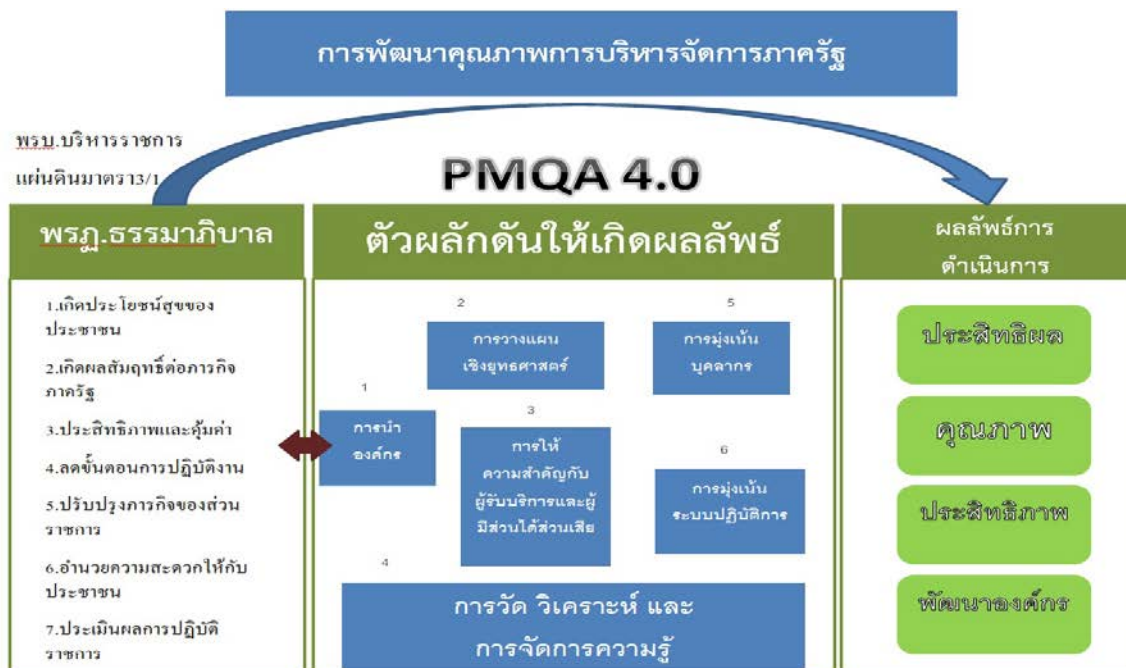 การพัฒนาคุณภาพการบริหารจัดการภาครัฐ
พรบ.บริหารราชการ
แผ่นดินมาตรา3/1
PMQA 4.0
พรฏ.ธรรมาภิบาล
1.เกิดประโยชน์สุขของ
ประชาชน
2.เกิดผลสัมฤทธิ์ต่อภารกิจ
ภาครัฐ
3.ประสิทธิภาพและคุ้มค่า
4.ลดขั้นตอนการปฏิบัติงาน
5.ปรับปรุงภารกิจของส่วน
ราชการ
6.อำนวยความสะดวกให้กับ
ประชาชน
7.ประเมินผลการปฏิบัติ
ราชการ
ตัวผลักดันให้เกิดผลลัพธ์
1
การนำ
องค์กร
2
การวางแผน
เชิงยุทธศาสตร์
3
การให้
ความสำคัญกับ
ผู้รับบริการและผู้
มีส่วนได้ส่วนเสีย
4
การวัด วิเคราะห์ และ
การจัดการความรู้
5
การมุ่งเน้น
บุคลากร
6
การมุ่งเน้น
ระบบปฏิบัติการ
ผลลัพธ์การ
ดำเนินการ
ประสิทธิผล
คุณภาพ
ประสิทธิภาพ
พัฒนาองค์กร